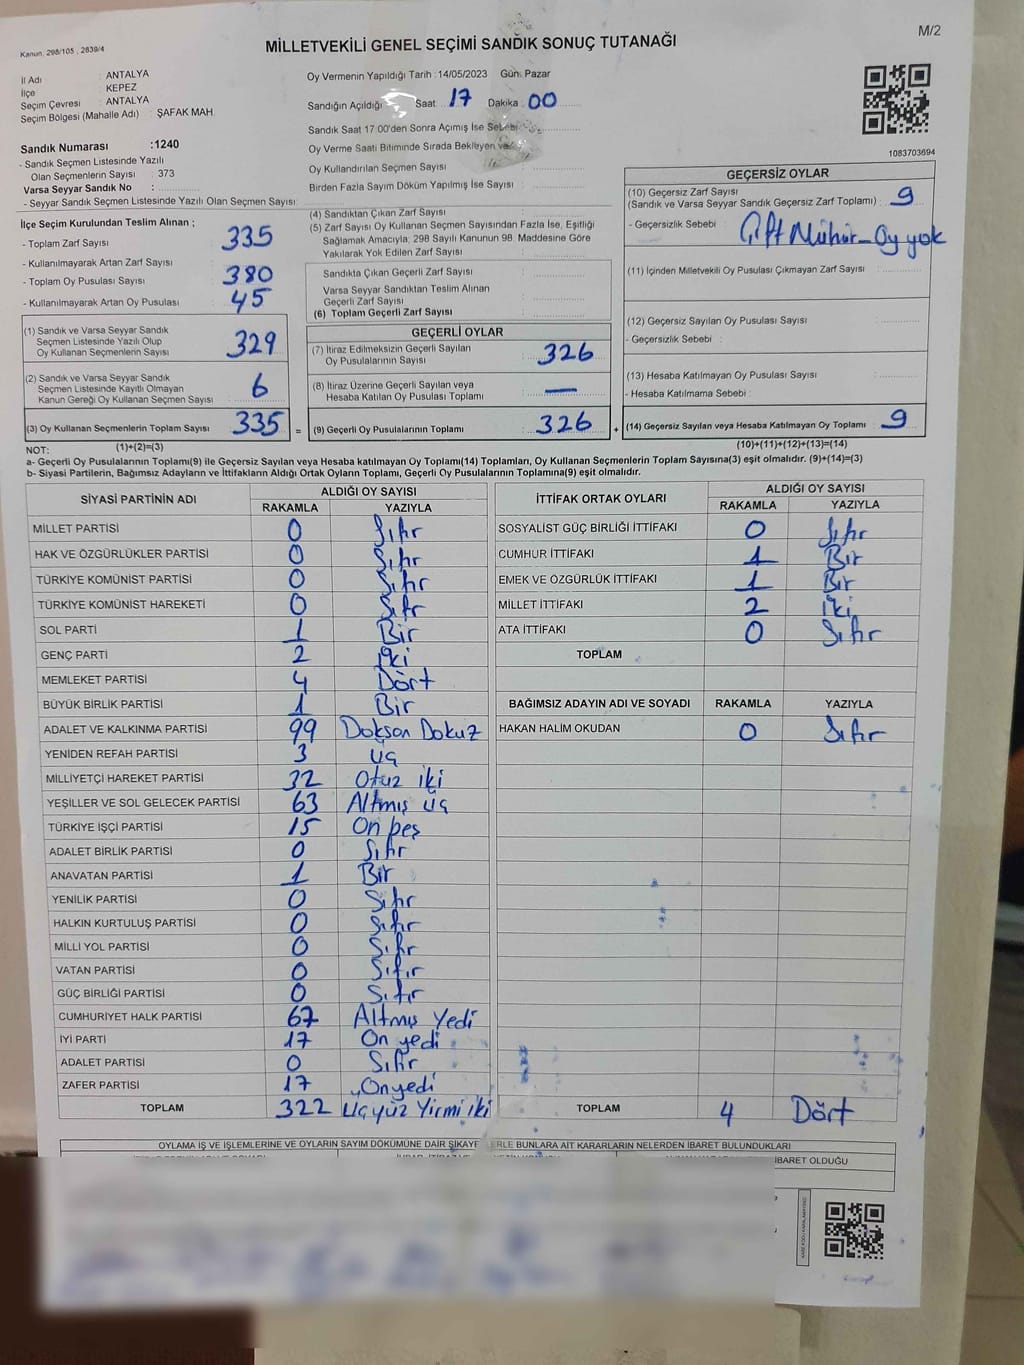 Kanun. 298/105 , 2839/4
M/2
MİLLETVEKİLİ GENEL SEÇİMİ SANDIK SONUÇ TUTANAĞI
İl Adı : ANTALYA
İlçe : KEPEZ
Seçim Çevresi : ANTALYA
Seçim Bölgesi (Mahalle Adı) : ŞAFAK MAH.
Sandık Numarası :1240
- Sandık Seçmen Listesinde Yazılı
Olan Seçmenlerin Sayısı : 373
Varsa Seyyar Sandık No :
- Seyyar Sandık Seçmen Listesinde Yazılı Olan Seçmen Sayısı:
Oy Vermenin Yapıldığı Tarih :14/05/2023 Gün: Pazar
Sandığın Açıldığı Saat 17 Dakika 00
Sandık Saat 17:00'den Sonra Açmış İse Sebebi
Oy Verme Saati Bitiminde Sırada Bekleyen ve
Oy Kullandırılan Seçmen Sayısı
Birden Fazla Sayım Döküm Yapılmış İse Sayısı :
1083703694
İlçe Seçim Kurulundan Teslim Alınan ;
- Toplam Zarf Sayısı : 335
- Kullanılmayarak Artan Zarf Sayısı :
- Toplam Oy Pusulası Sayısı : 380
- Kullanılmayarak Artan Oy Pusulası : 45
(1) Sandık ve Varsa Seyyar Sandık
Seçmen Listesinde Yazılı Olup
Oy Kullanan Seçmenlerin Sayısı : 329
(2) Sandık ve Varsa Seyyar Sandık
Seçmen Listesinde Kayıtlı Olmayan
Kanun Gereği Oy Kullanan Seçmen Sayısı : 6
(3) Oy Kullanan Seçmenlerin Toplam Sayısı : 335 =
(4) Sandıktan Çıkan Zarf Sayısı :
(5) Zarf Sayısı Oy Kullanan Seçmen Sayısından Fazla İse, Eşitliği
Sağlamak Amacıyla; 298 Sayılı Kanunun 98. Maddesine Göre
Yakılarak Yok Edilen Zarf Sayısı :
Sandıkta Çıkan Geçerli Zarf Sayısı :
Varsa Seyyar Sandıktan Teslim Alınan
Geçerli Zarf Sayısı :
(6) Toplam Geçerli Zarf Sayısı :
GEÇERLİ OYLAR
(7) İtiraz Edilmeksizin Geçerli Sayılan
Oy Pusulalarının Sayısı : 326
(8) İtiraz Üzerine Geçerli Sayılan veya
Hesaba Katılan Oy Pusulası Toplamı : —
(9) Geçerli Oy Pusulalarının Toplamı : 326 +
GEÇERSİZ OYLAR
(10) Geçersiz Zarf Sayısı
(Sandık ve Varsa Seyyar Sandık Geçersiz Zarf Toplamı) : 9
- Geçersizlik Sebebi : Çift Mühür_Oy yok
(11) İçinden Milletvekili Oy Pusulası Çıkmayan Zarf Sayısı :
(12) Geçersiz Sayılan Oy Pusulası Sayısı :
- Geçersizlik Sebebi :
(13) Hesaba Katılmayan Oy Pusulası Sayısı :
- Hesaba Katılmama Sebebi :
(14) Geçersiz Sayılan veya Hesaba Katılmayan Oy Toplamı : 9
NOT: (1)+(2)=(3)
(10)+(11)+(12)+(13)=(14)
a- Geçerli Oy Pusulalarının Toplamı(9) ile Geçersiz Sayılan veya Hesaba katılmayan Oy Toplamı(14) Toplamları, Oy Kullanan Seçmenlerin Toplam Sayısına(3) eşit olmalıdır. (9)+(14)=(3)
b- Siyasi Partilerin, Bağımsız Adayların ve İttifakların Aldığı Ortak Oyların Toplamı, Geçerli Oy Pusulalarının Toplamına(9) eşit olmalıdır.
SİYASİ PARTİNİN ADI ALDIĞI OY SAYISI
RAKAMLA YAZIYLA
MİLLET PARTİSİ 0 Sıfır
HAK VE ÖZGÜRLÜKLER PARTİSİ 0 Sıfır
TÜRKİYE KOMÜNİST PARTİSİ 0 Sıfır
TÜRKİYE KOMÜNİST HAREKETİ 0 Sıfır
SOL PARTİ 1 Bir
GENÇ PARTİ 2 iki
MEMLEKET PARTİSİ 4 Dört
BÜYÜK BİRLİK PARTİSİ 1 Bir
ADALET VE KALKINMA PARTİSİ 99 Doksan Dokuz
YENİDEN REFAH PARTİSİ 3 üç
MİLLİYETÇİ HAREKET PARTİSİ 32 Otuz iki
YEŞİLLER VE SOL GELECEK PARTİSİ 63 Altmış üç
TÜRKİYE İŞÇİ PARTİSİ 15 On beş
ADALET BİRLİK PARTİSİ 0 Sıfır
ANAVATAN PARTİSİ 1 Bir
YENİLİK PARTİSİ 0 Sıfır
HALKIN KURTULUŞ PARTİSİ 0 Sıfır
MİLLİ YOL PARTİSİ 0 Sıfır
VATAN PARTİSİ 0 Sıfır
GÜÇ BİRLİĞİ PARTİSİ 0 Sıfır
CUMHURİYET HALK PARTİSİ 67 Altmış Yedi
İYİ PARTİ 17 On yedi
ADALET PARTİSİ 0 Sıfır
ZAFER PARTİSİ 17 Onyedi
TOPLAM 322 Üçyüz Yirmi iki
İTTİFAK ORTAK OYLARI ALDIĞI OY SAYISI
RAKAMLA YAZIYLA
SOSYALİST GÜÇ BİRLİĞİ İTTİFAKI 0 Sıfır
CUMHUR İTTİFAKI 1 Bir
EMEK VE ÖZGÜRLÜK İTTİFAKI 1 Bir
MİLLET İTTİFAKI 2 iki
ATA İTTİFAKI 0 Sıfır
TOPLAM
BAĞIMSIZ ADAYIN ADI VE SOYADI RAKAMLA YAZIYLA
HAKAN HALİM OKUDAN 0 Sıfır
TOPLAM 4 Dört
OYLAMA İŞ VE İŞLEMLERİNE VE OYLARIN SAYIM DÖKÜMÜNE DAİR ŞİKAYE ERLE BUNLARA AİT KARARLARIN NELERDEN İBARET BULUNDUKLARI
İBARET OLDUĞU